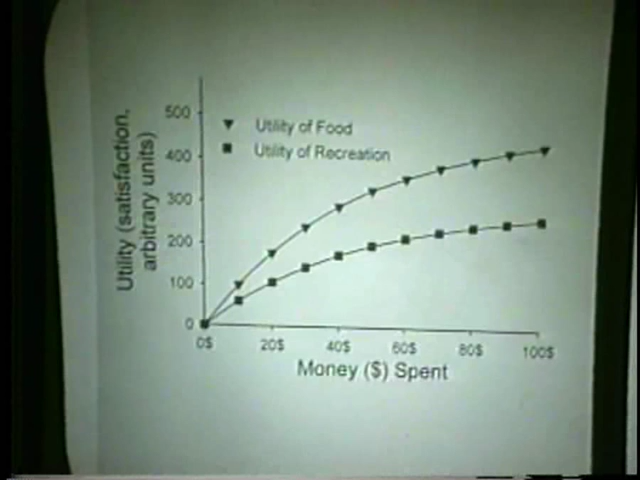 Utility (satisfaction,
arbitrary units)
500
400
300
200
100
0
Utility of Food
Utility of Recreation
0$ 20$ 40$ 60$ 80$ 100$
Money ($) Spent